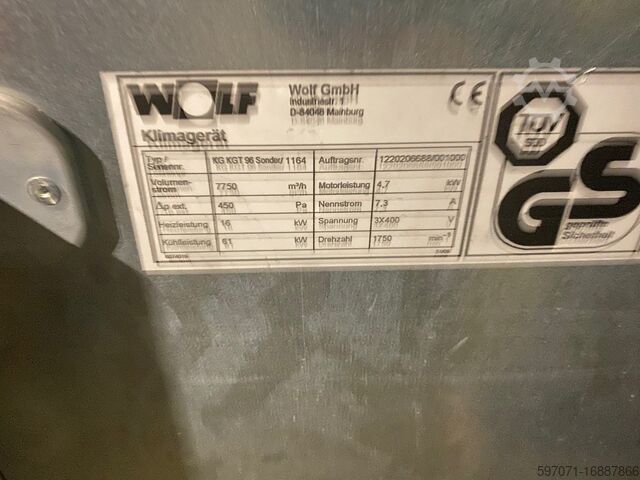 WOLF
Wolf GmbH
Industriestr. 1
D-84048 Mainburg
CE
Klimagerät
Typ / Seriennr. KG KGT 96 Sonder/ 1164 Auftragsnr. 1220206688/001000
Volumen-strom 7750 m³/h Motorleistung 4,7 kW
Δp ext. 450 Pa Nennstrom 7,3 A
Heizleistung 16 kW Spannung 3X400 V
Kühlleistung 61 kW Drehzahl 1750 min⁻¹
TÜV
SÜD
GS
geprüfte
Sicherheit
597071-16887866